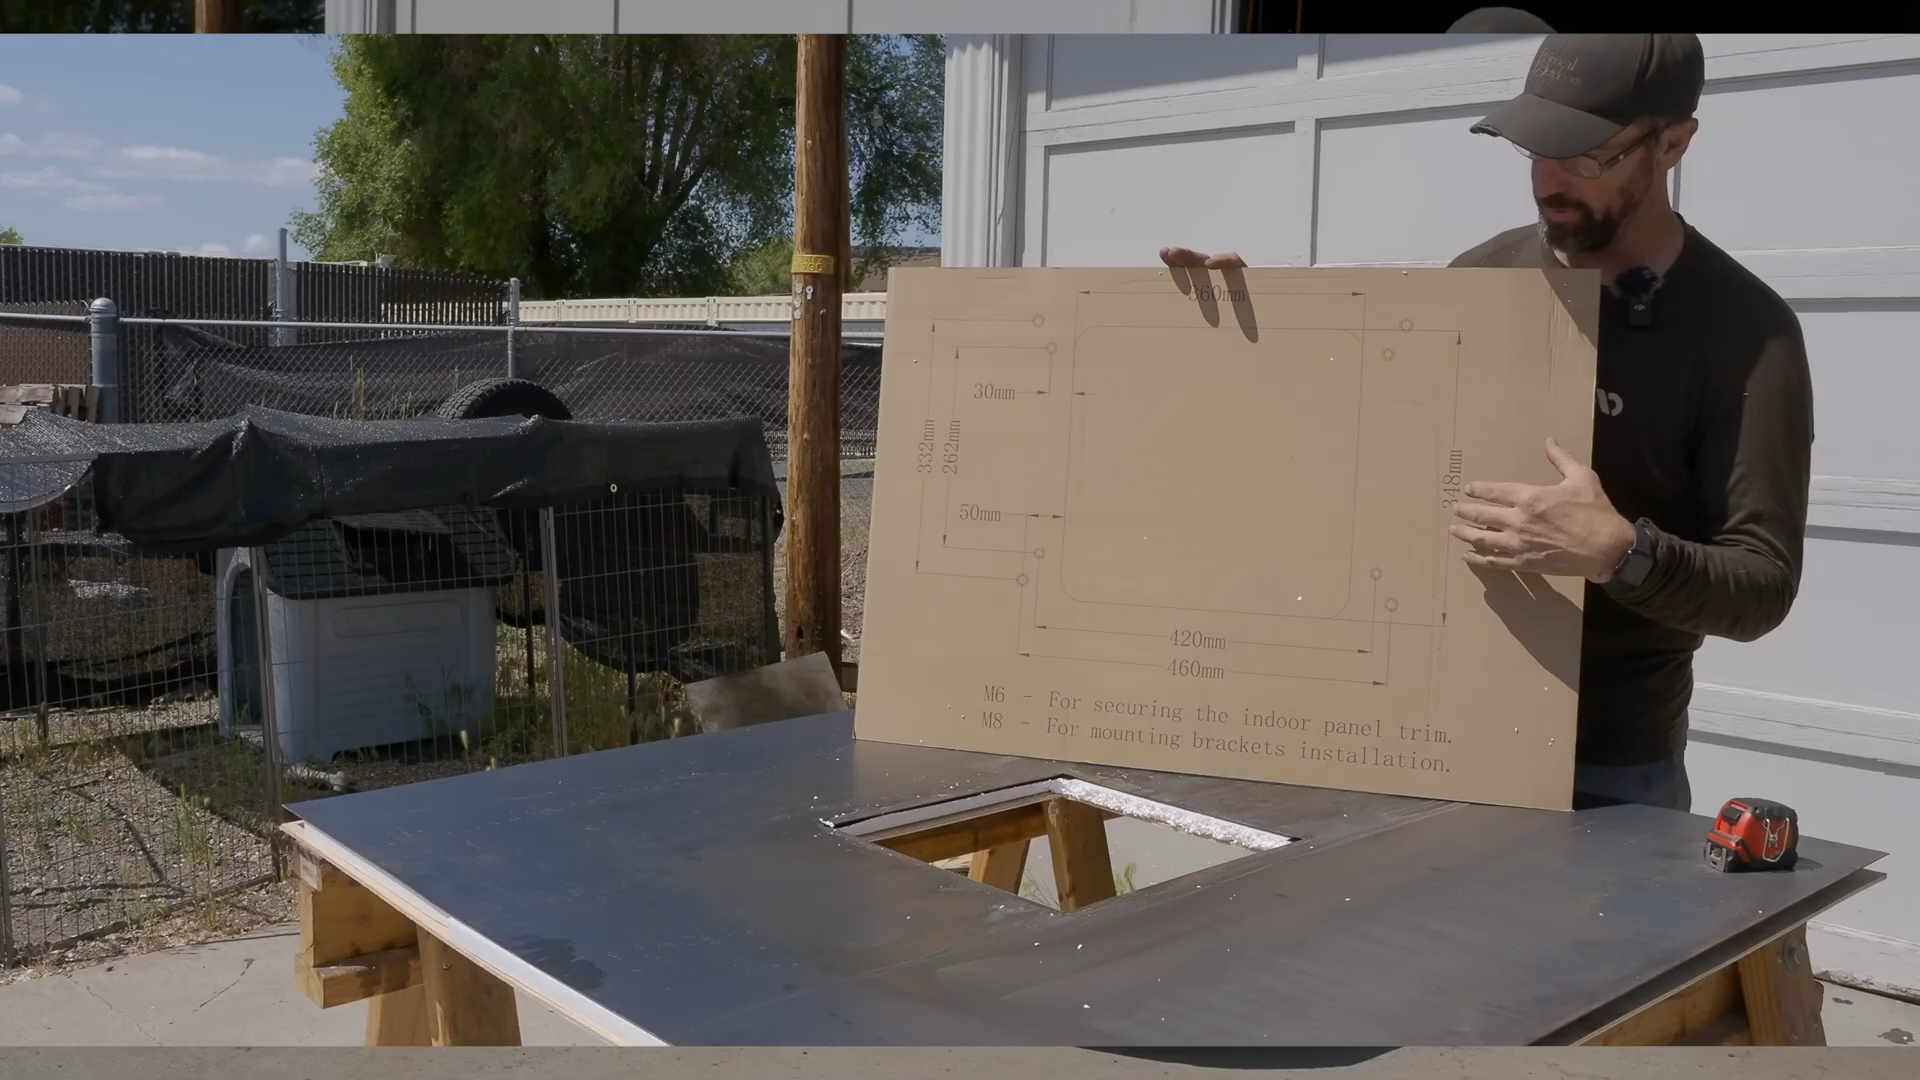 360mm
30mm
332mm
262mm
348mm
50mm
420mm
460mm
M6 - For securing the indoor panel trim.
M8 - For mounting brackets installation.